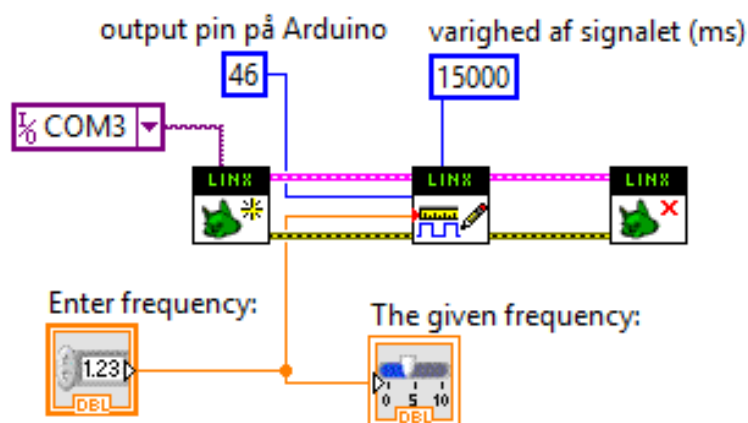 output pin på Arduino
varighed af signalet (ms)
46
15000
I/O COM3
LINX
LINX
LINX
Enter frequency:
The given frequency:
1.23
DBL
0 5 10
DBL